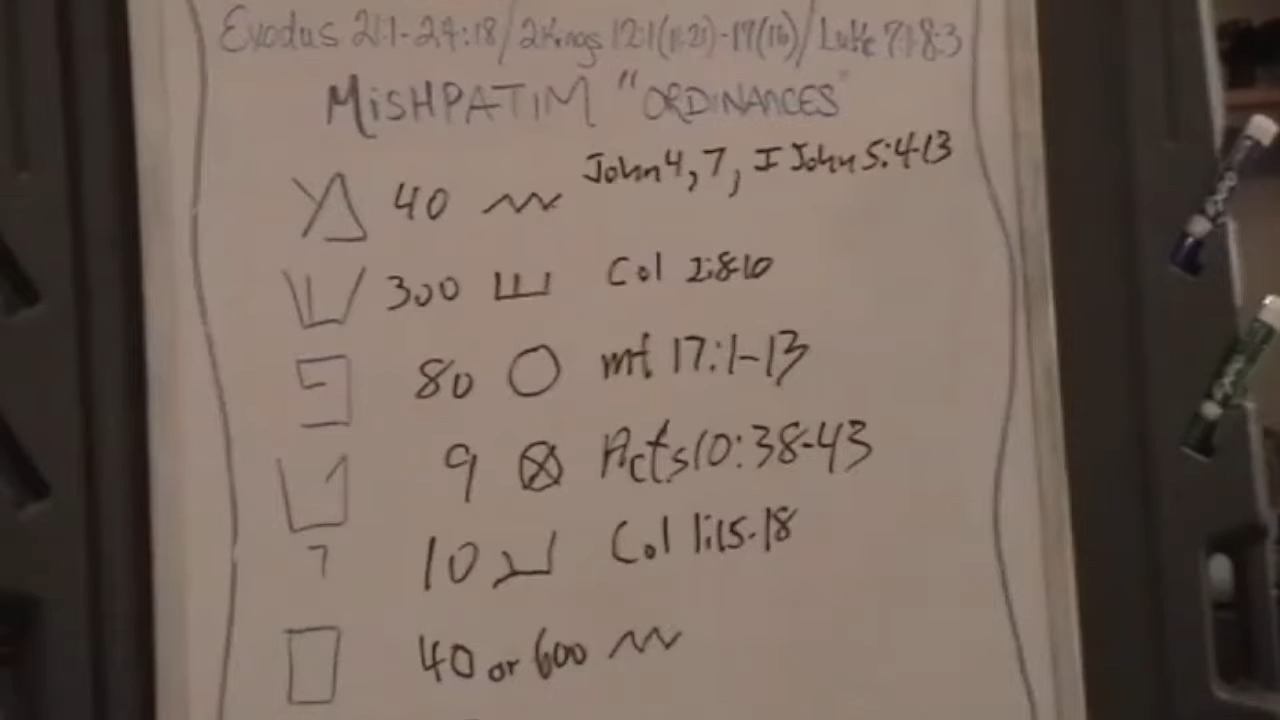 Exodus 21:1-24:18/2Kings 12:1(11:21)-17(16)/Luke 7:1-8:3
MISHPATIM "ORDINANCES"
מ 40 John 4, 7, I John 5:4-13
ש 300 Col 2:8-10
פ 80 mt 17:1-13
ט 9 Acts 10:38-43
י 10 Col 1:15-18
ם 40 or 600